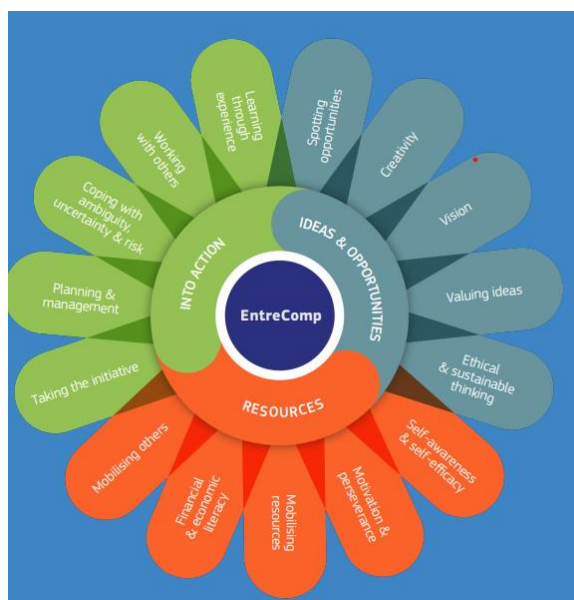 EntreComp
IDEAS & OPPORTUNITIES
Spotting
opportunities
Creativity
Vision
Valuing ideas
Ethical
& sustainable
thinking
RESOURCES
Self-awareness
& self-efficacy
Motivation &
perseverance
Mobilising
resources
Financial
& economic
literacy
Mobilising others
INTO ACTION
Taking the initiative
Planning &
management
Coping with
ambiguity,
uncertainty & risk
Working
with others
Learning
through
experience